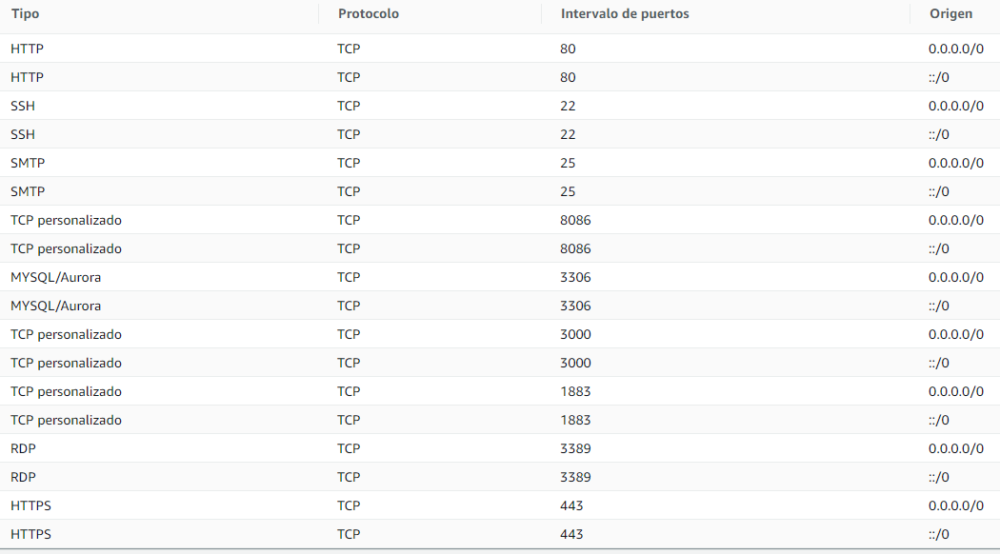 Tipo Protocolo Intervalo de puertos Origen
HTTP TCP 80 0.0.0.0/0
HTTP TCP 80 ::/0
SSH TCP 22 0.0.0.0/0
SSH TCP 22 ::/0
SMTP TCP 25 0.0.0.0/0
SMTP TCP 25 ::/0
TCP personalizado TCP 8086 0.0.0.0/0
TCP personalizado TCP 8086 ::/0
MYSQL/Aurora TCP 3306 0.0.0.0/0
MYSQL/Aurora TCP 3306 ::/0
TCP personalizado TCP 3000 0.0.0.0/0
TCP personalizado TCP 3000 ::/0
TCP personalizado TCP 1883 0.0.0.0/0
TCP personalizado TCP 1883 ::/0
RDP TCP 3389 0.0.0.0/0
RDP TCP 3389 ::/0
HTTPS TCP 443 0.0.0.0/0
HTTPS TCP 443 ::/0